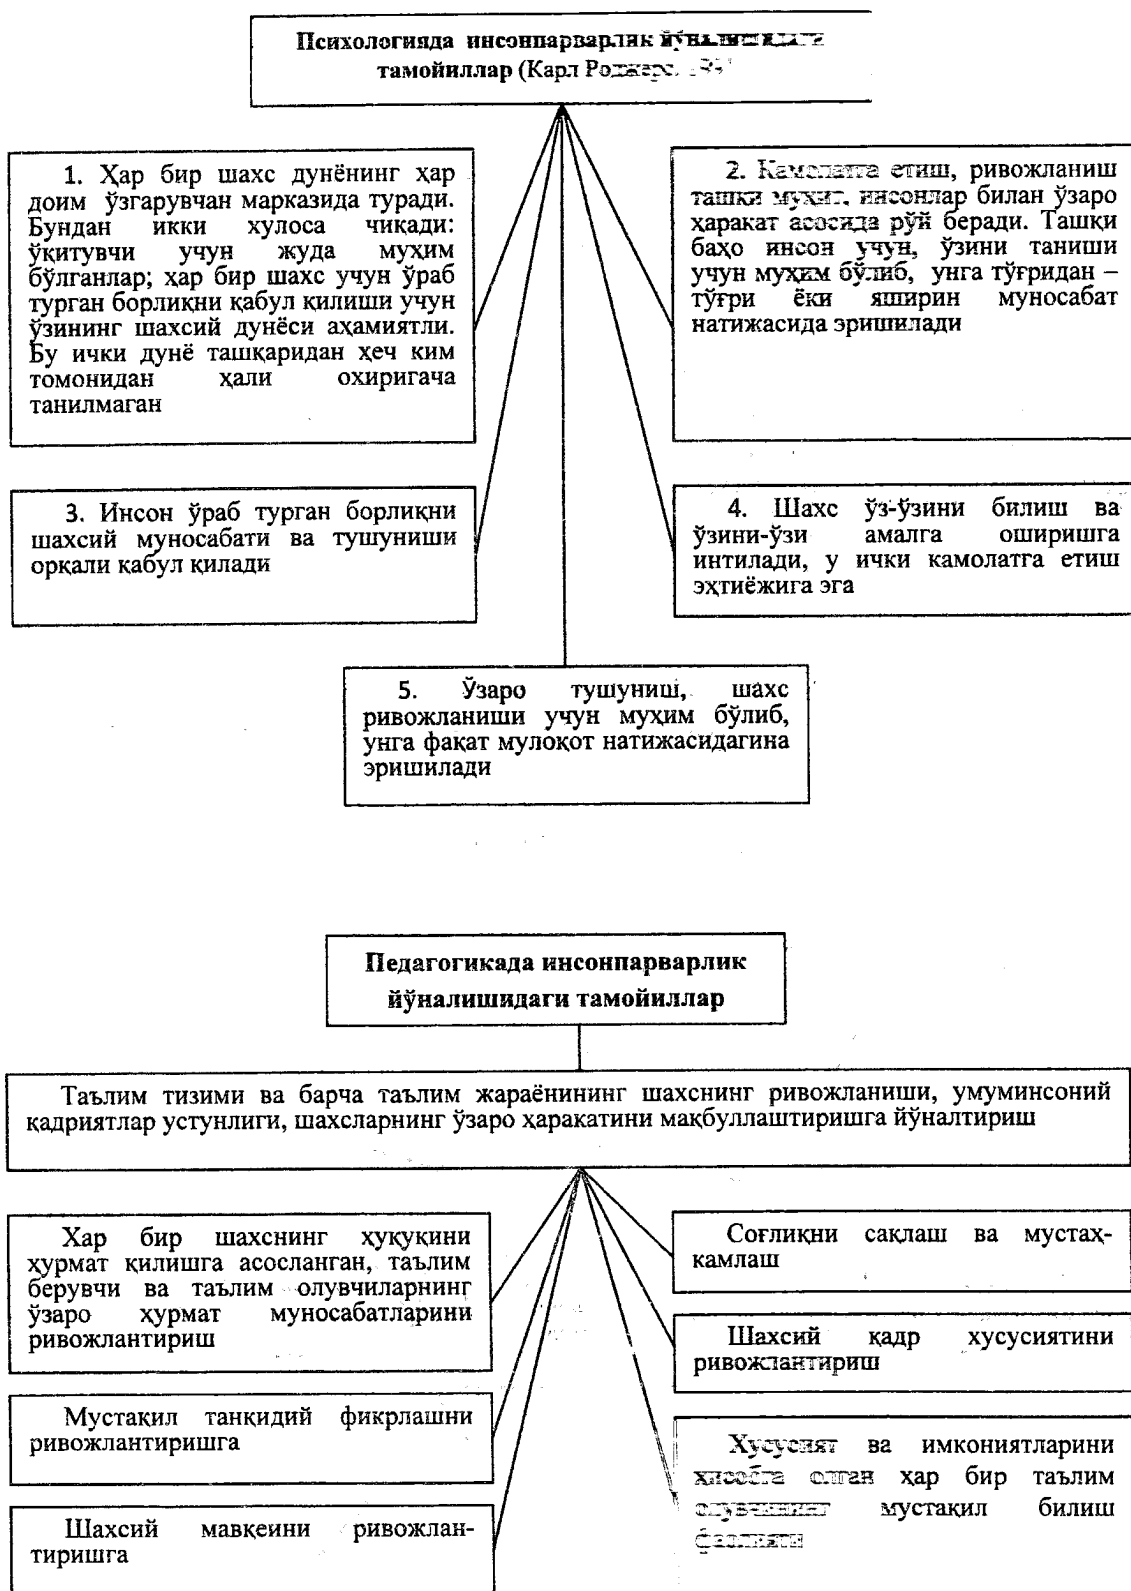 Психологияда инсонпарварлик йўналишидаги
тамойиллар (Карл Роджерс,
1. Ҳар бир шахс дунёнинг ҳар
доим ўзгарувчан марказида туради.
Бундан икки хулоса чиқади:
ўқитувчи учун жуда муҳим
бўлганлар; ҳар бир шахс учун ўраб
турган борлиқни қабул қилиши учун
ўзининг шахсий дунёси аҳамиятли.
Бу ички дунё ташқаридан ҳеч ким
томонидан ҳали охиригача
танилмаган
2. Камолатга етиш, ривожланиш
ташқи муҳит, инсонлар билан ўзаро
ҳаракат асосида рўй беради. Ташқи
баҳо инсон учун, ўзини таниши
учун муҳим бўлиб, унга тўғридан –
тўғри ёки яширин муносабат
натижасида эришилади
3. Инсон ўраб турган борлиқни
шахсий муносабати ва тушуниши
орқали қабул қилади
4. Шахс ўз-ўзини билиш ва
ўзини-ўзи амалга оширишга
интилади, у ички камолатга етиш
эҳтиёжига эга
5. Ўзаро тушуниш, шахс
ривожланиши учун муҳим бўлиб,
унга фақат мулоқот натижасидагина
эришилади
Педагогикада инсонпарварлик
йўналишидаги тамойиллар
Таълим тизими ва барча таълим жараёнининг шахснинг ривожланиши, умуминсоний
қадриятлар устунлиги, шахсларнинг ўзаро ҳаракатини мақбуллаштиришга йўналтириш
Хар бир шахснинг ҳуқуқини
ҳурмат қилишга асосланган, таълим
берувчи ва таълим олувчиларнинг
ўзаро ҳурмат муносабатларини
ривожлантириш
Мустақил танқидий фикрлашни
ривожлантиришга
Шахсий мавқеини ривожлан-
тиришга
Соғлиқни сақлаш ва мустаҳ-
камлаш
Шахсий қадр хусусиятини
ривожлантириш
Хусусият ва имкониятларини
ҳисобга олган ҳар бир таълим
олувчининг мустақил билиш
фаолияти